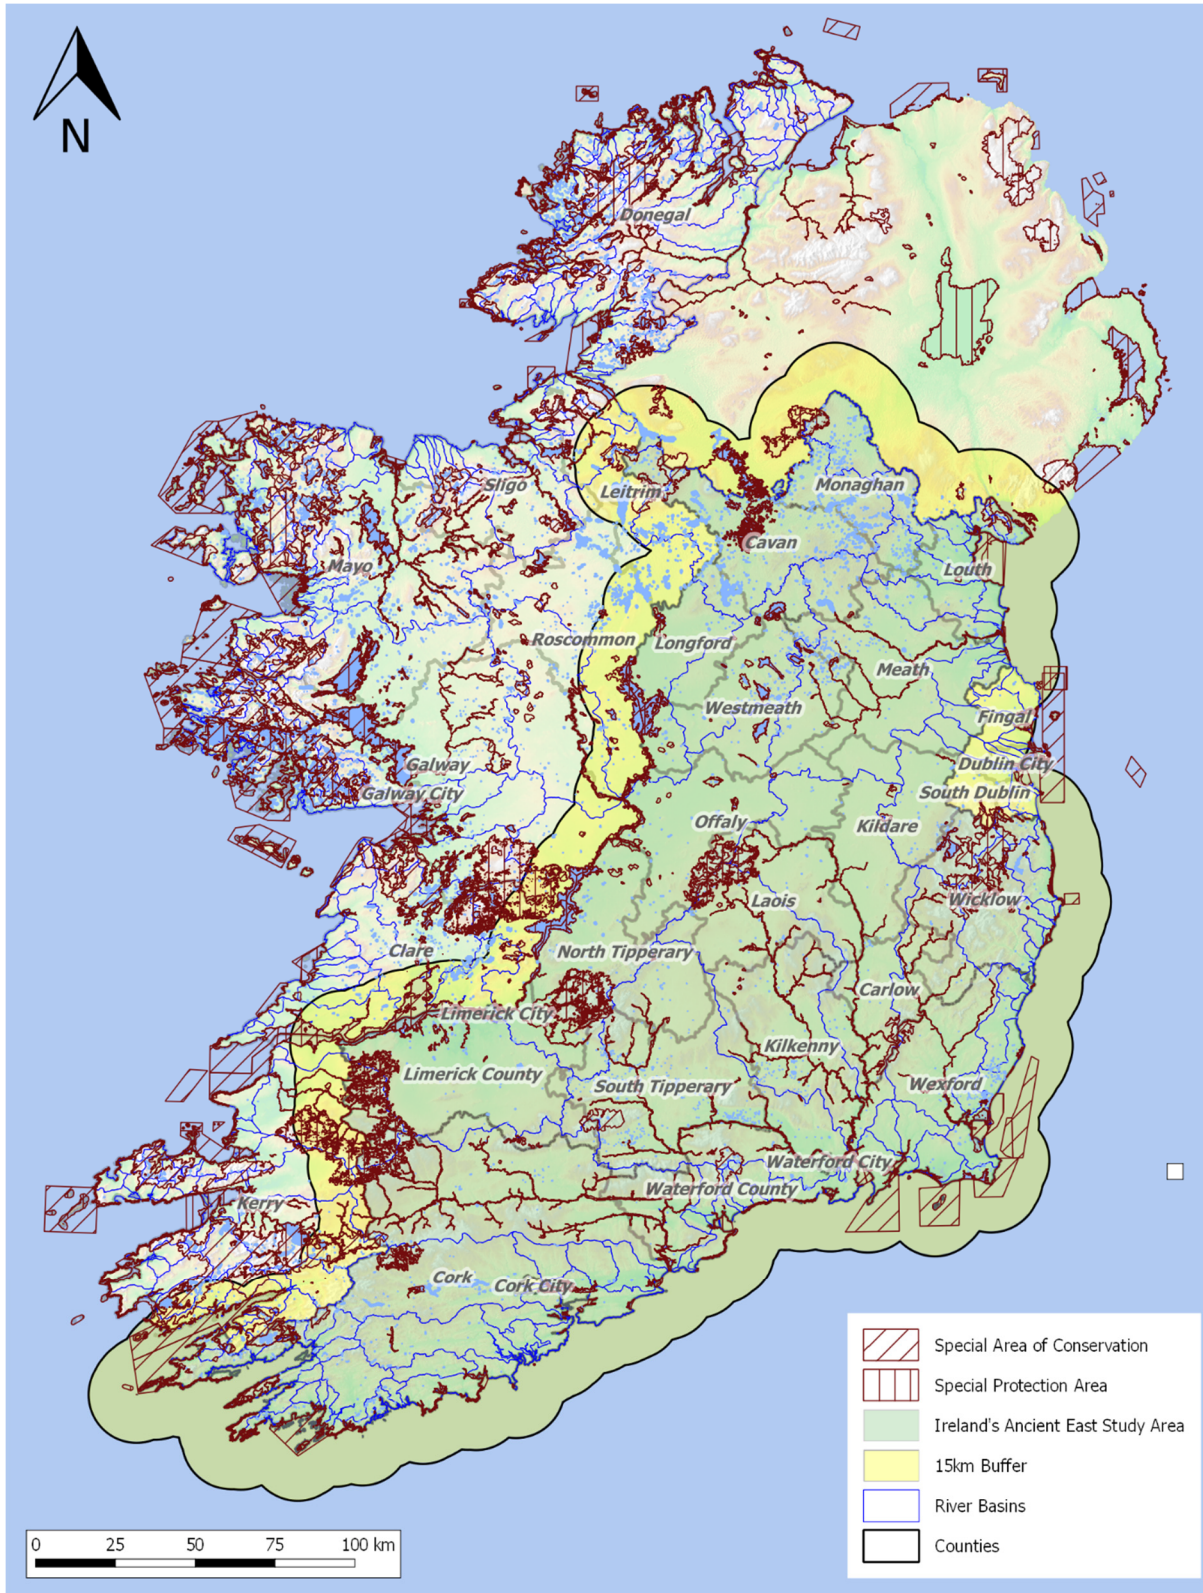 N
Donegal
Sligo
Leitrim
Monaghan
Cavan
Mayo
Louth
Roscommon
Longford
Meath
Westmeath
Fingal
Galway
Dublin City
Galway City
South Dublin
Offaly
Kildare
Laois
Wicklow
Clare
North Tipperary
Carlow
Limerick City
Kilkenny
Limerick County
South Tipperary
Wexford
Waterford City
Waterford County
Kerry
Cork
Cork City
Special Area of Conservation
Special Protection Area
Ireland's Ancient East Study Area
15km Buffer
River Basins
Counties
0 25 50 75 100 km